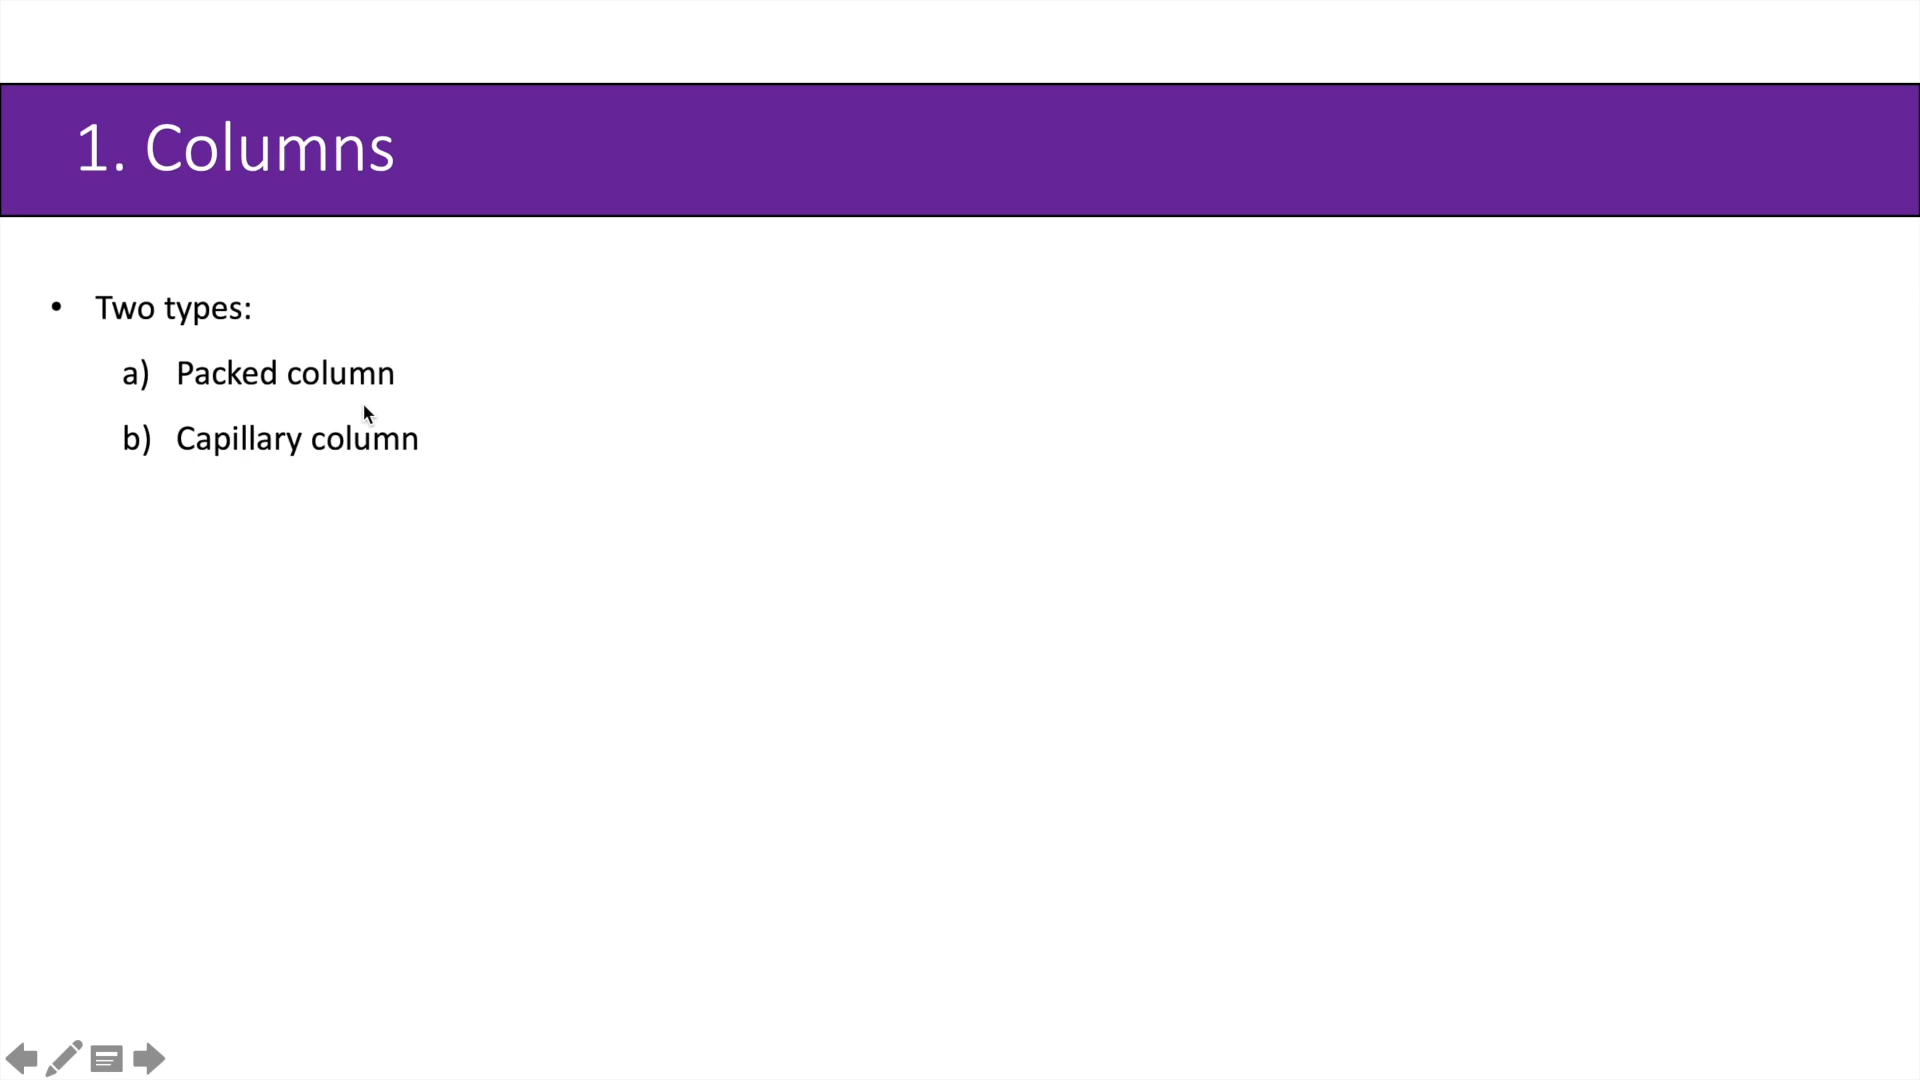 1. Columns
• Two types:
a) Packed column
b) Capillary column